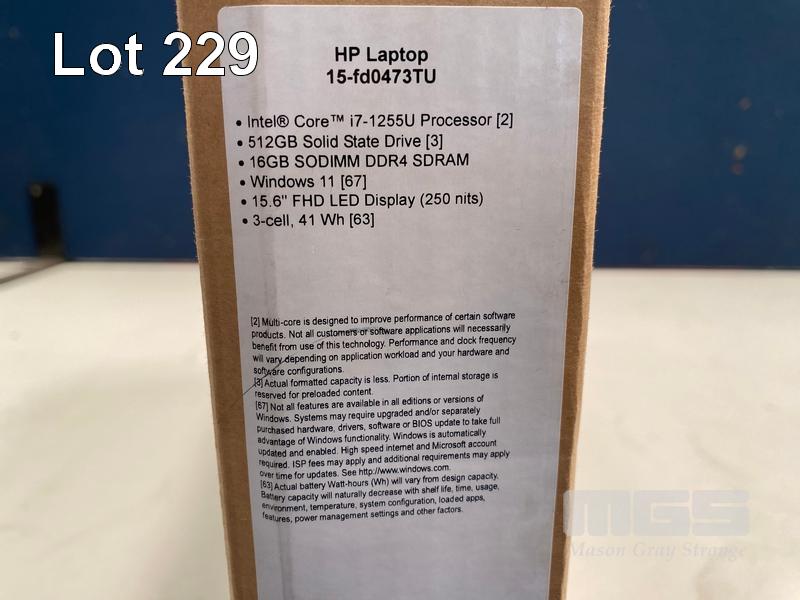 Lot 229
HP Laptop
15-fd0473TU
• Intel® Core™ i7-1255U Processor [2]
• 512GB Solid State Drive [3]
• 16GB SODIMM DDR4 SDRAM
• Windows 11 [67]
• 15.6" FHD LED Display (250 nits)
• 3-cell, 41 Wh [63]
[2] Multi-core is designed to improve performance of certain software
products. Not all customers or software applications will necessarily
benefit from use of this technology. Performance and clock frequency
will vary depending on application workload and your hardware and
software configurations.
[3] Actual formatted capacity is less. Portion of internal storage is
reserved for preloaded content.
[67] Not all features are available in all editions or versions of
Windows. Systems may require upgraded and/or separately
purchased hardware, drivers, software or BIOS update to take full
advantage of Windows functionality. Windows is automatically
updated and enabled. High speed internet and Microsoft account
required. ISP fees may apply and additional requirements may apply
over time for updates. See http://www.windows.com.
[63] Actual battery Watt-hours (Wh) will vary from design capacity.
Battery capacity will naturally decrease with shelf life, time, usage,
environment, temperature, system configuration, loaded apps,
features, power management settings and other factors.
MGS
Mason Gray Strange